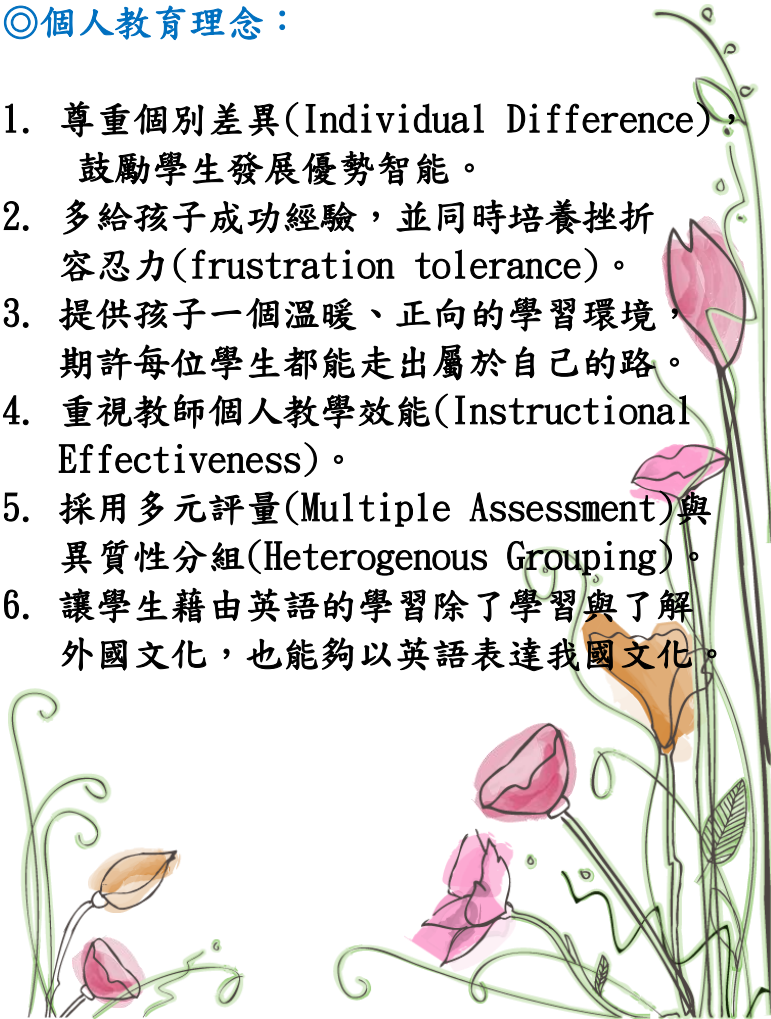 ◎個人教育理念：
1. 尊重個別差異(Individual Difference)，
鼓勵學生發展優勢智能。
2. 多給孩子成功經驗，並同時培養挫折
容忍力(frustration tolerance)。
3. 提供孩子一個溫暖、正向的學習環境，
期許每位學生都能走出屬於自己的路。
4. 重視教師個人教學效能(Instructional
Effectiveness)。
5. 採用多元評量(Multiple Assessment)與
異質性分組(Heterogenous Grouping)。
6. 讓學生藉由英語的學習除了學習與了解
外國文化，也能夠以英語表達我國文化。